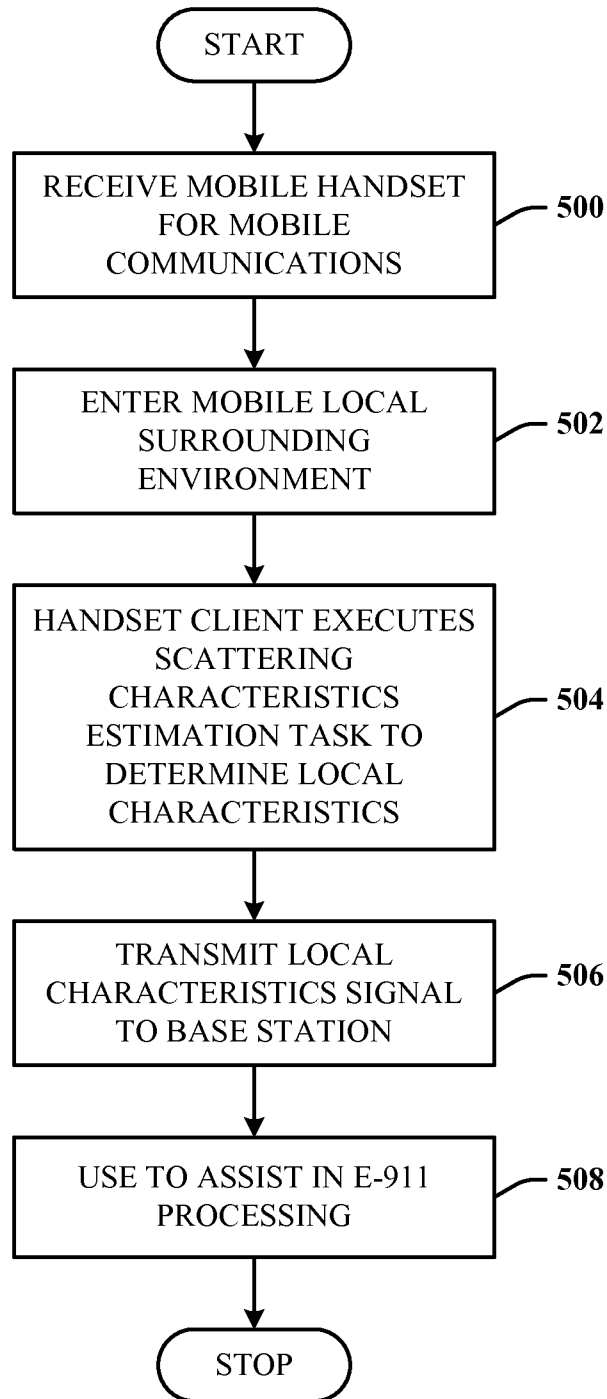 START
RECEIVE MOBILE HANDSET
FOR MOBILE
COMMUNICATIONS
500
ENTER MOBILE LOCAL
SURROUNDING
ENVIRONMENT
502
HANDSET CLIENT EXECUTES
SCATTERING
CHARACTERISTICS
ESTIMATION TASK TO
DETERMINE LOCAL
CHARACTERISTICS
504
TRANSMIT LOCAL
CHARACTERISTICS SIGNAL
TO BASE STATION
506
USE TO ASSIST IN E-911
PROCESSING
508
STOP